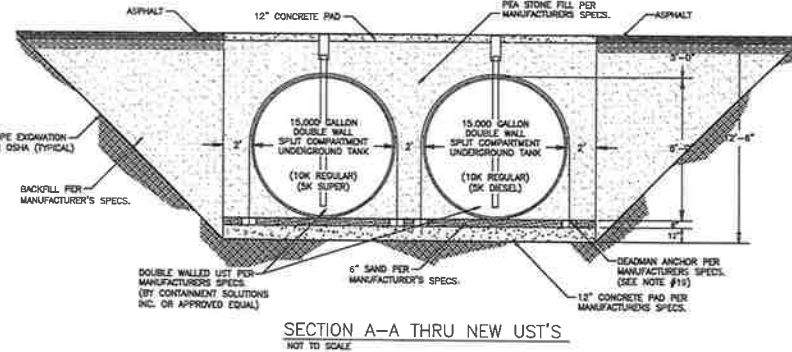 ASPHALT
12" CONCRETE PAD
PEA STONE FILL PER
MANUFACTURERS SPECS.
ASPHALT
3'-0"
15,000 GALLON
DOUBLE WALL
SPLIT COMPARTMENT
UNDERGROUND TANK
(10K REGULAR)
(5K SUPER)
15,000 GALLON
DOUBLE WALL
SPLIT COMPARTMENT
UNDERGROUND TANK
(10K REGULAR)
(5K DIESEL)
2'
2'
2'
PE EXCAVATION
OSHA (TYPICAL)
BACKFILL PER
MANUFACTURER'S SPECS.
12"
DOUBLE WALLED UST PER
MANUFACTURERS SPECS.
(BY CONTAINMENT SOLUTIONS
INC. OR APPROVED EQUAL)
6" SAND PER
MANUFACTURER'S SPECS.
DEADMAN ANCHOR PER
MANUFACTURERS SPECS.
(SEE NOTE #19)
12" CONCRETE PAD PER
MANUFACTURERS SPECS.
SECTION A-A THRU NEW UST'S
NOT TO SCALE